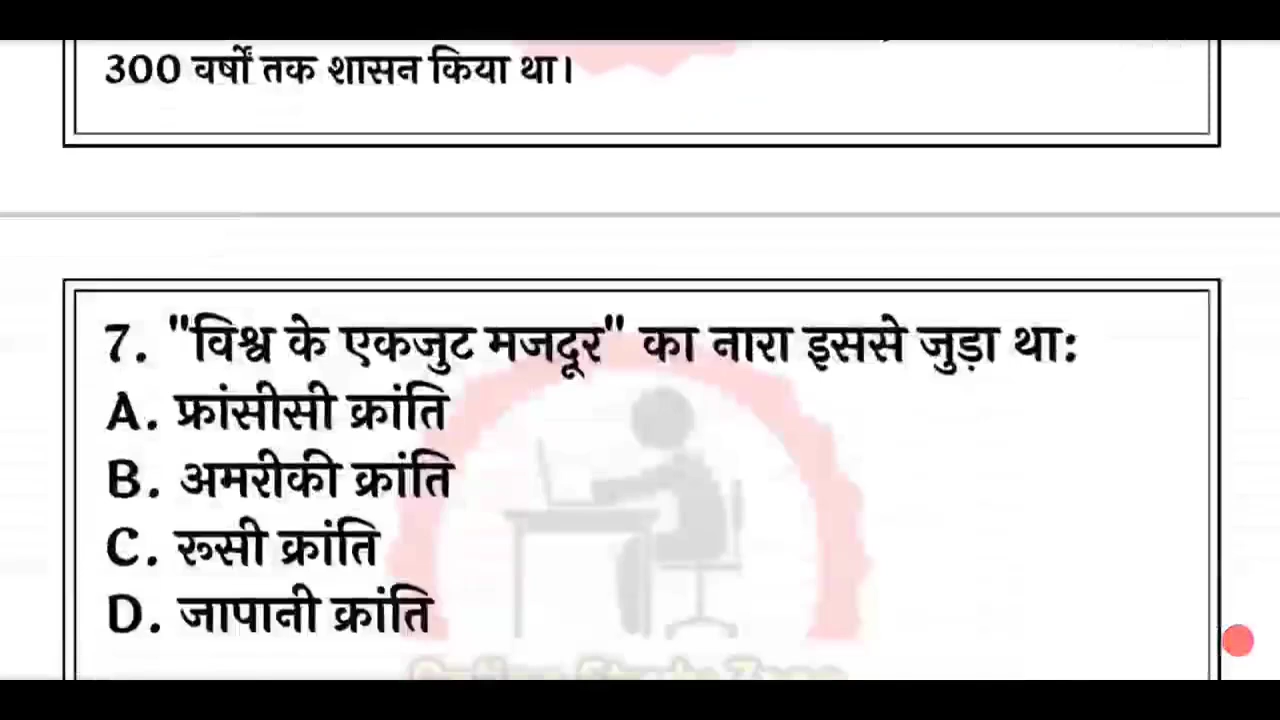 300 वर्षों तक शासन किया था।
7. "विश्व के एकजुट मजदूर" का नारा इससे जुड़ा था:
A. फ्रांसीसी क्रांति
B. अमरीकी क्रांति
C. रूसी क्रांति
D. जापानी क्रांति